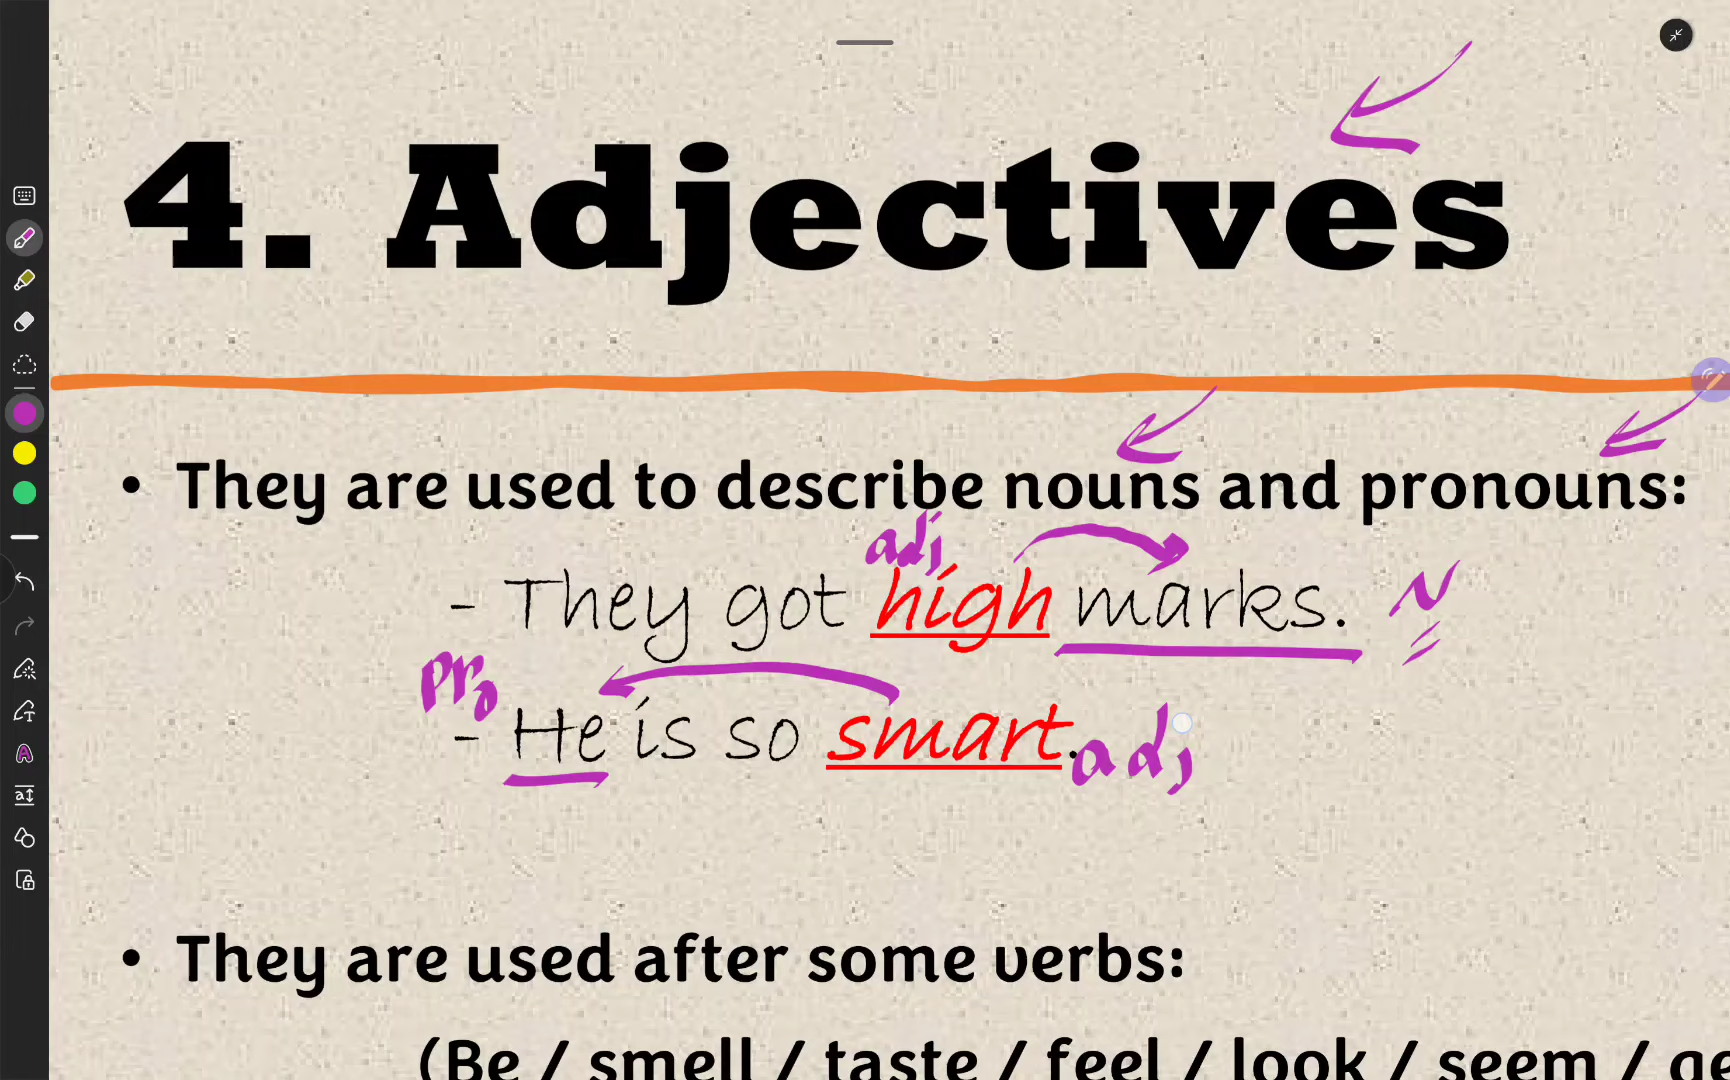 4. Adjectives
• They are used to describe nouns and pronouns:
adj
- They got high marks. N
pro
- He is so smart. adj
• They are used after some verbs:
(Be / smell / taste / feel / look / seem / ge